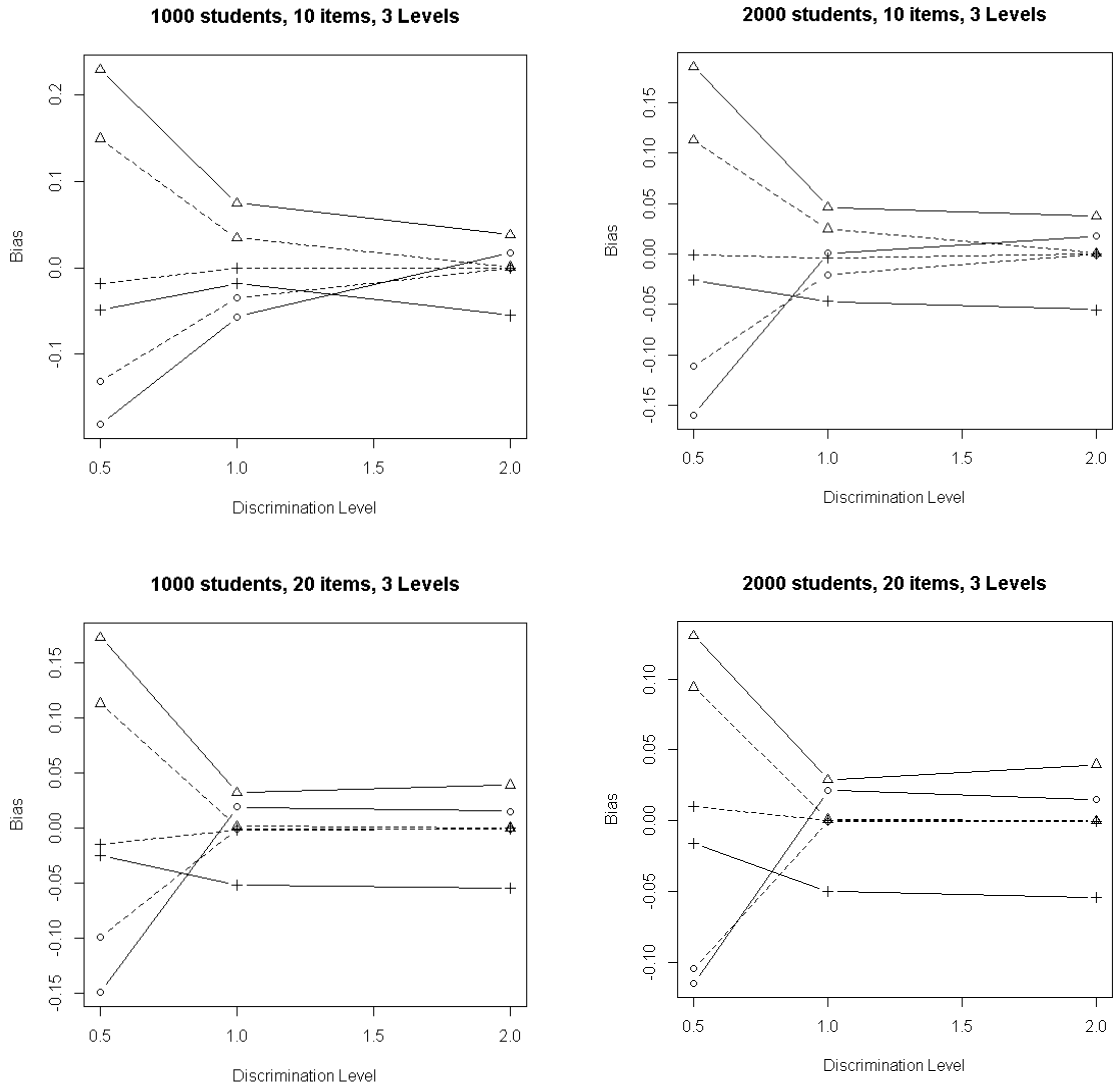 1000 students, 10 items, 3 Levels
Bias
0.2
0.1
0.0
-0.1
0.5 1.0 1.5 2.0
Discrimination Level
2000 students, 10 items, 3 Levels
Bias
0.15
0.10
0.05
0.00
-0.05
-0.10
-0.15
0.5 1.0 1.5 2.0
Discrimination Level
1000 students, 20 items, 3 Levels
Bias
0.15
0.10
0.05
0.00
-0.05
-0.10
-0.15
0.5 1.0 1.5 2.0
Discrimination Level
2000 students, 20 items, 3 Levels
Bias
0.10
0.05
0.00
-0.05
-0.10
0.5 1.0 1.5 2.0
Discrimination Level